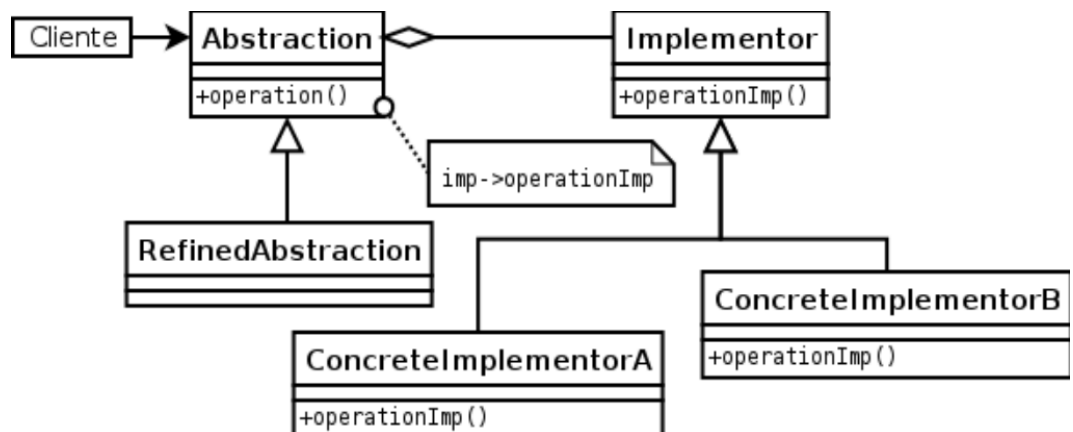 Cliente
Abstraction
+operation()
Implementor
+operationImp()
imp->operationImp
RefinedAbstraction
ConcreteImplementorA
+operationImp()
ConcreteImplementorB
+operationImp()